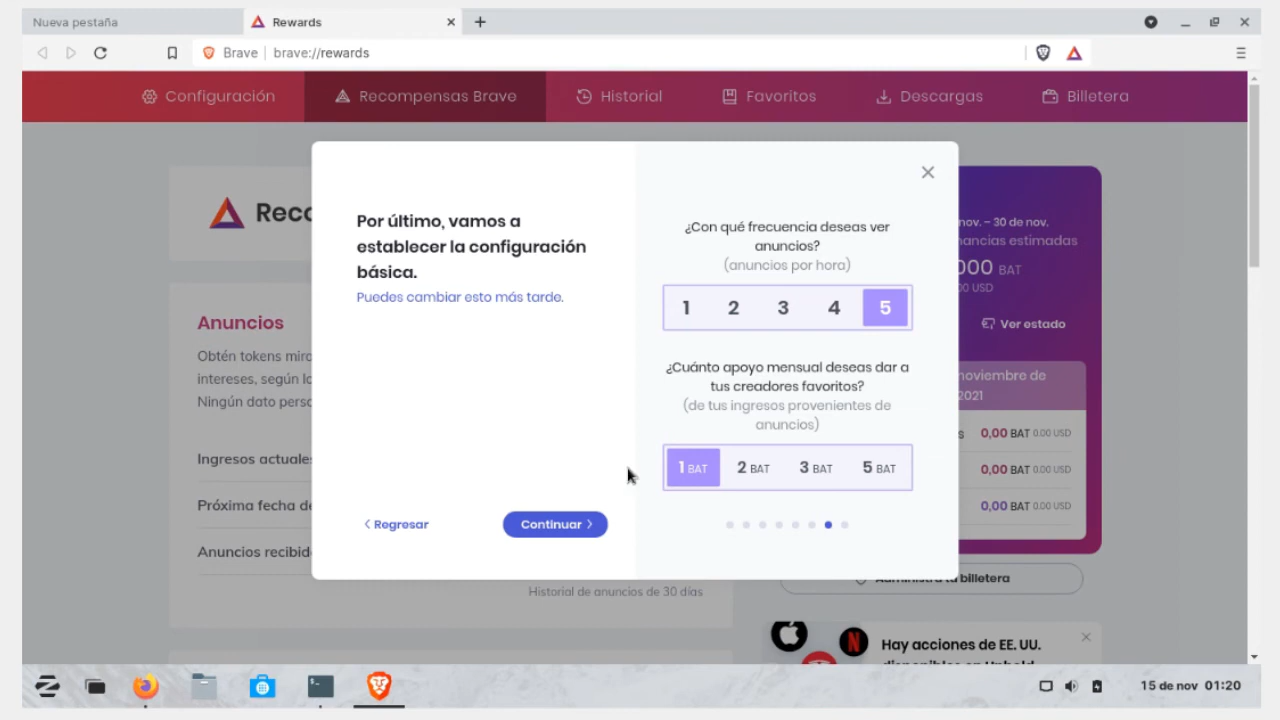 Nueva pestaña
Rewards
Brave
brave://rewards
Configuración
Recompensas Brave
Historial
Favoritos
Descargas
Billetera
Por último, vamos a
establecer la configuración
básica.
Puedes cambiar esto más tarde.
Regresar
Continuar
¿Con qué frecuencia deseas ver
anuncios?
(anuncios por hora)
1 2 3 4 5
¿Cuánto apoyo mensual deseas dar a
tus creadores favoritos?
(de tus ingresos provenientes de
anuncios)
1 BAT 2 BAT 3 BAT 5 BAT
Anuncios
Obtén tokens
intereses, según
Ningún dato
Ingresos
Próxima fecha
Anuncios
Historial de anuncios de 30 días
nov. – 30 de nov.
estimadas
BAT
USD
Ver estado
noviembre de
2021
0,00 BAT 0.00 USD
0,00 BAT 0.00 USD
0,00 BAT 0.00 USD
billetera
Hay acciones de EE. UU.
15 de nov 01:20